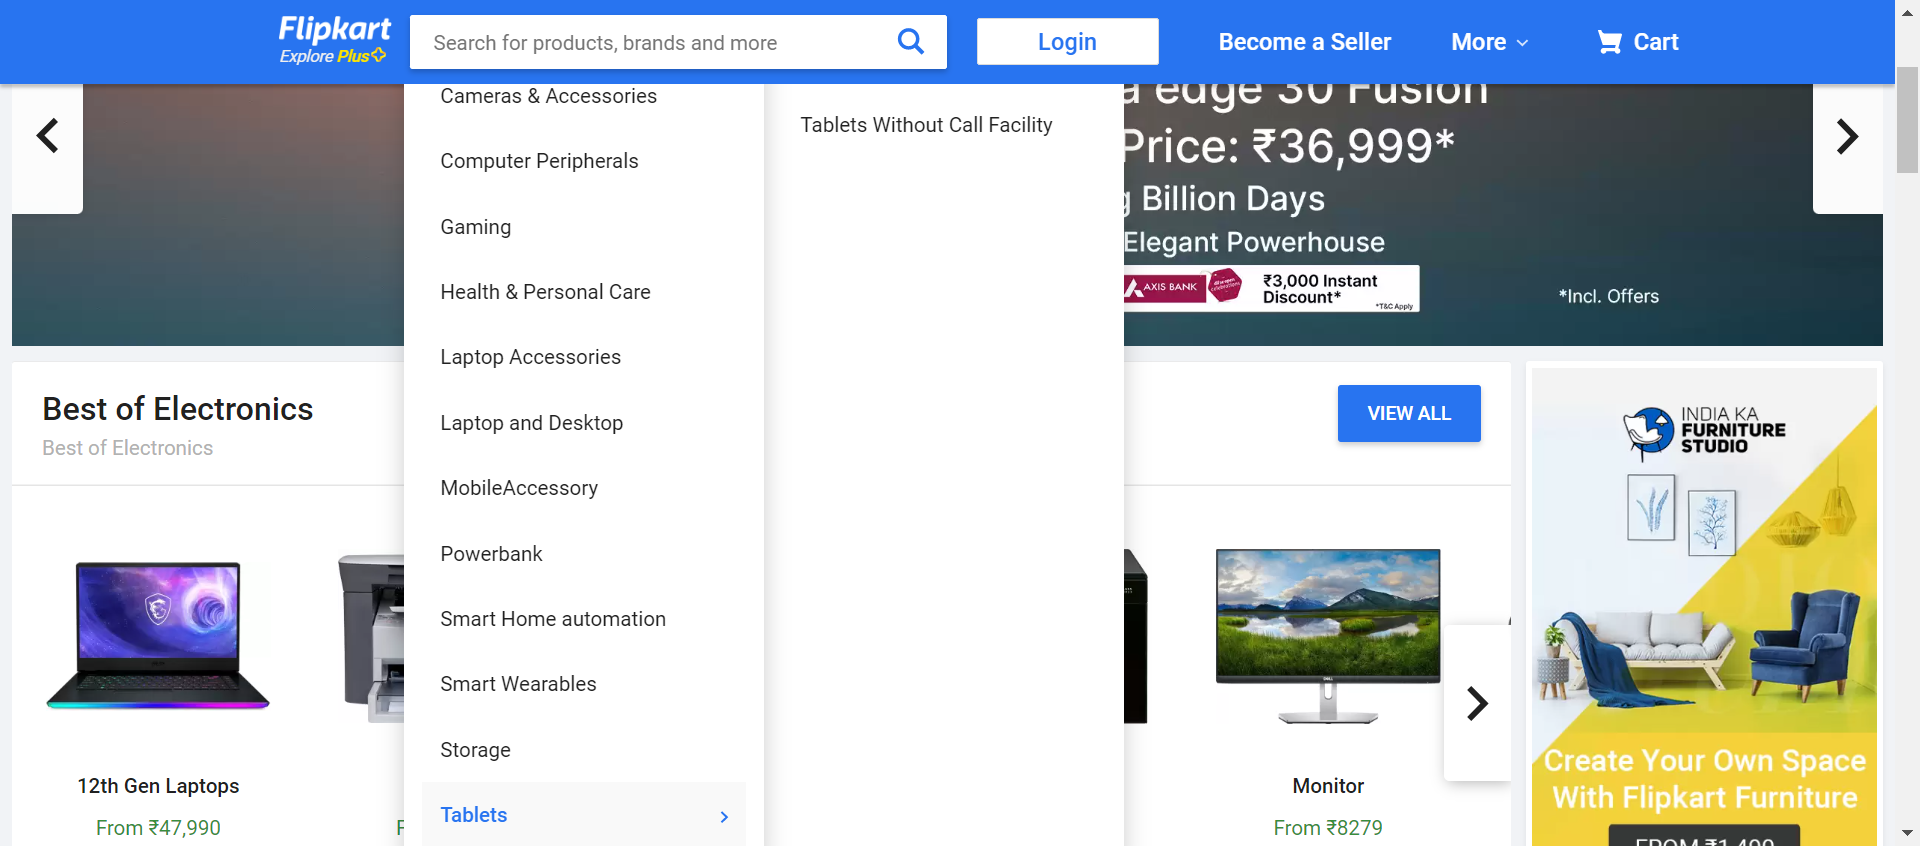 Flipkart
Explore Plus
Search for products, brands and more
Login
Become a Seller
More
Cart
Cameras & Accessories
Computer Peripherals
Gaming
Health & Personal Care
Laptop Accessories
Laptop and Desktop
MobileAccessory
Powerbank
Smart Home automation
Smart Wearables
Storage
Tablets
Tablets Without Call Facility
a edge 30 Fusion
Price: ₹36,999*
g Billion Days
Elegant Powerhouse
AXIS BANK
₹3,000 Instant
Discount*
*T&C Apply
*Incl. Offers
Best of Electronics
Best of Electronics
VIEW ALL
12th Gen Laptops
From ₹47,990
F
Monitor
From ₹8279
INDIA KA
FURNITURE
STUDIO
Create Your Own Space
With Flipkart Furniture
FROM ₹1,499